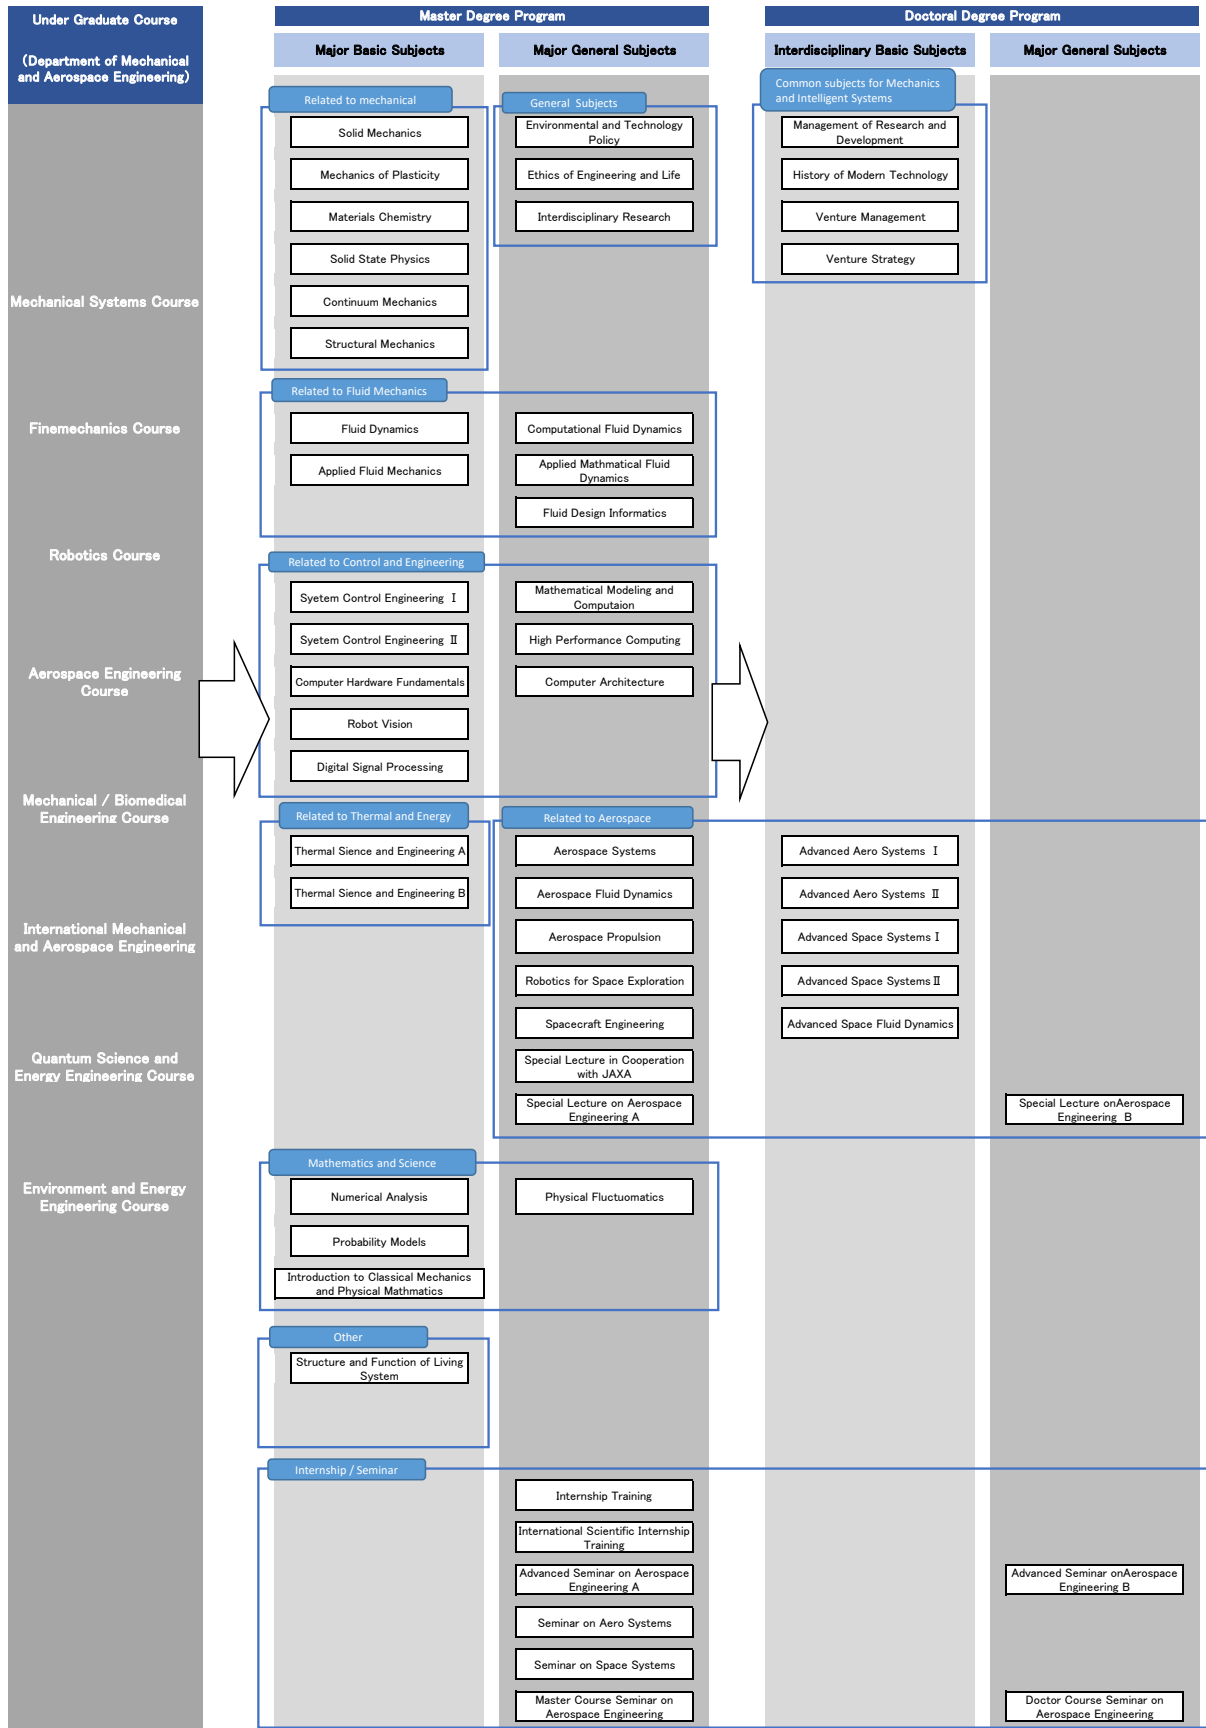 Under Graduate Course
(Department of Mechanical
and Aerospace Engineering)
Mechanical Systems Course
Finemechanics Course
Robotics Course
Aerospace Engineering
Course
Mechanical / Biomedical
Engineering Course
International Mechanical
and Aerospace Engineering
Quantum Science and
Energy Engineering Course
Environment and Energy
Engineering Course
Master Degree Program
Major Basic Subjects
Major General Subjects
Related to mechanical
Solid Mechanics
Mechanics of Plasticity
Materials Chemistry
Solid State Physics
Continuum Mechanics
Structural Mechanics
General Subjects
Environmental and Technology
Policy
Ethics of Engineering and Life
Interdisciplinary Research
Related to Fluid Mechanics
Fluid Dynamics
Applied Fluid Mechanics
Computational Fluid Dynamics
Applied Mathmatical Fluid
Dynamics
Fluid Design Informatics
Related to Control and Engineering
Syetem Control Engineering Ⅰ
Syetem Control Engineering Ⅱ
Computer Hardware Fundamentals
Robot Vision
Digital Signal Processing
Mathematical Modeling and
Computaion
High Performance Computing
Computer Architecture
Related to Thermal and Energy
Thermal Sience and Engineering A
Thermal Sience and Engineering B
Related to Aerospace
Aerospace Systems
Aerospace Fluid Dynamics
Aerospace Propulsion
Robotics for Space Exploration
Spacecraft Engineering
Special Lecture in Cooperation
with JAXA
Special Lecture on Aerospace
Engineering A
Mathematics and Science
Numerical Analysis
Probability Models
Introduction to Classical Mechanics
and Physical Mathmatics
Physical Fluctuomatics
Other
Structure and Function of Living
System
Internship / Seminar
Internship Training
International Scientific Internship
Training
Advanced Seminar on Aerospace
Engineering A
Seminar on Aero Systems
Seminar on Space Systems
Master Course Seminar on
Aerospace Engineering
Doctoral Degree Program
Interdisciplinary Basic Subjects
Major General Subjects
Common subjects for Mechanics
and Intelligent Systems
Management of Research and
Development
History of Modern Technology
Venture Management
Venture Strategy
Advanced Aero Systems Ⅰ
Advanced Aero Systems Ⅱ
Advanced Space Systems Ⅰ
Advanced Space Systems Ⅱ
Advanced Space Fluid Dynamics
Special Lecture onAerospace
Engineering B
Advanced Seminar onAerospace
Engineering B
Doctor Course Seminar on
Aerospace Engineering